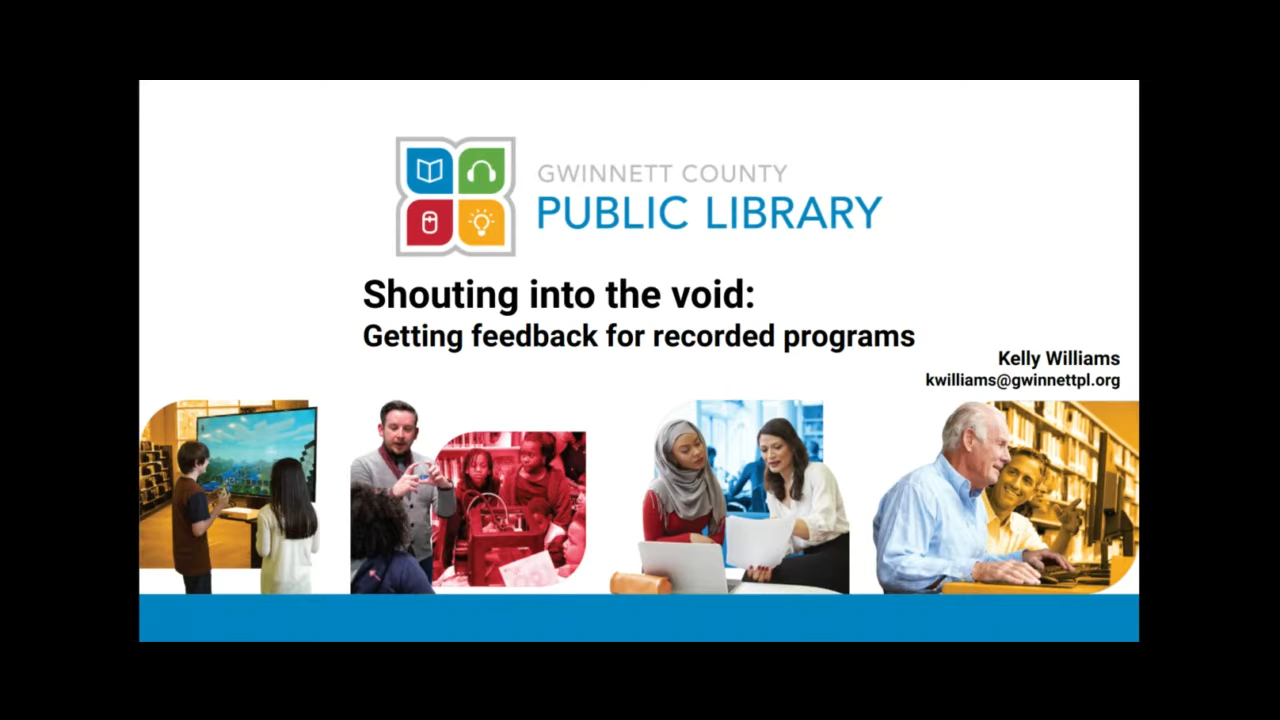 GWINNETT COUNTY
PUBLIC LIBRARY
Shouting into the void:
Getting feedback for recorded programs
Kelly Williams
kwilliams@gwinnettpl.org